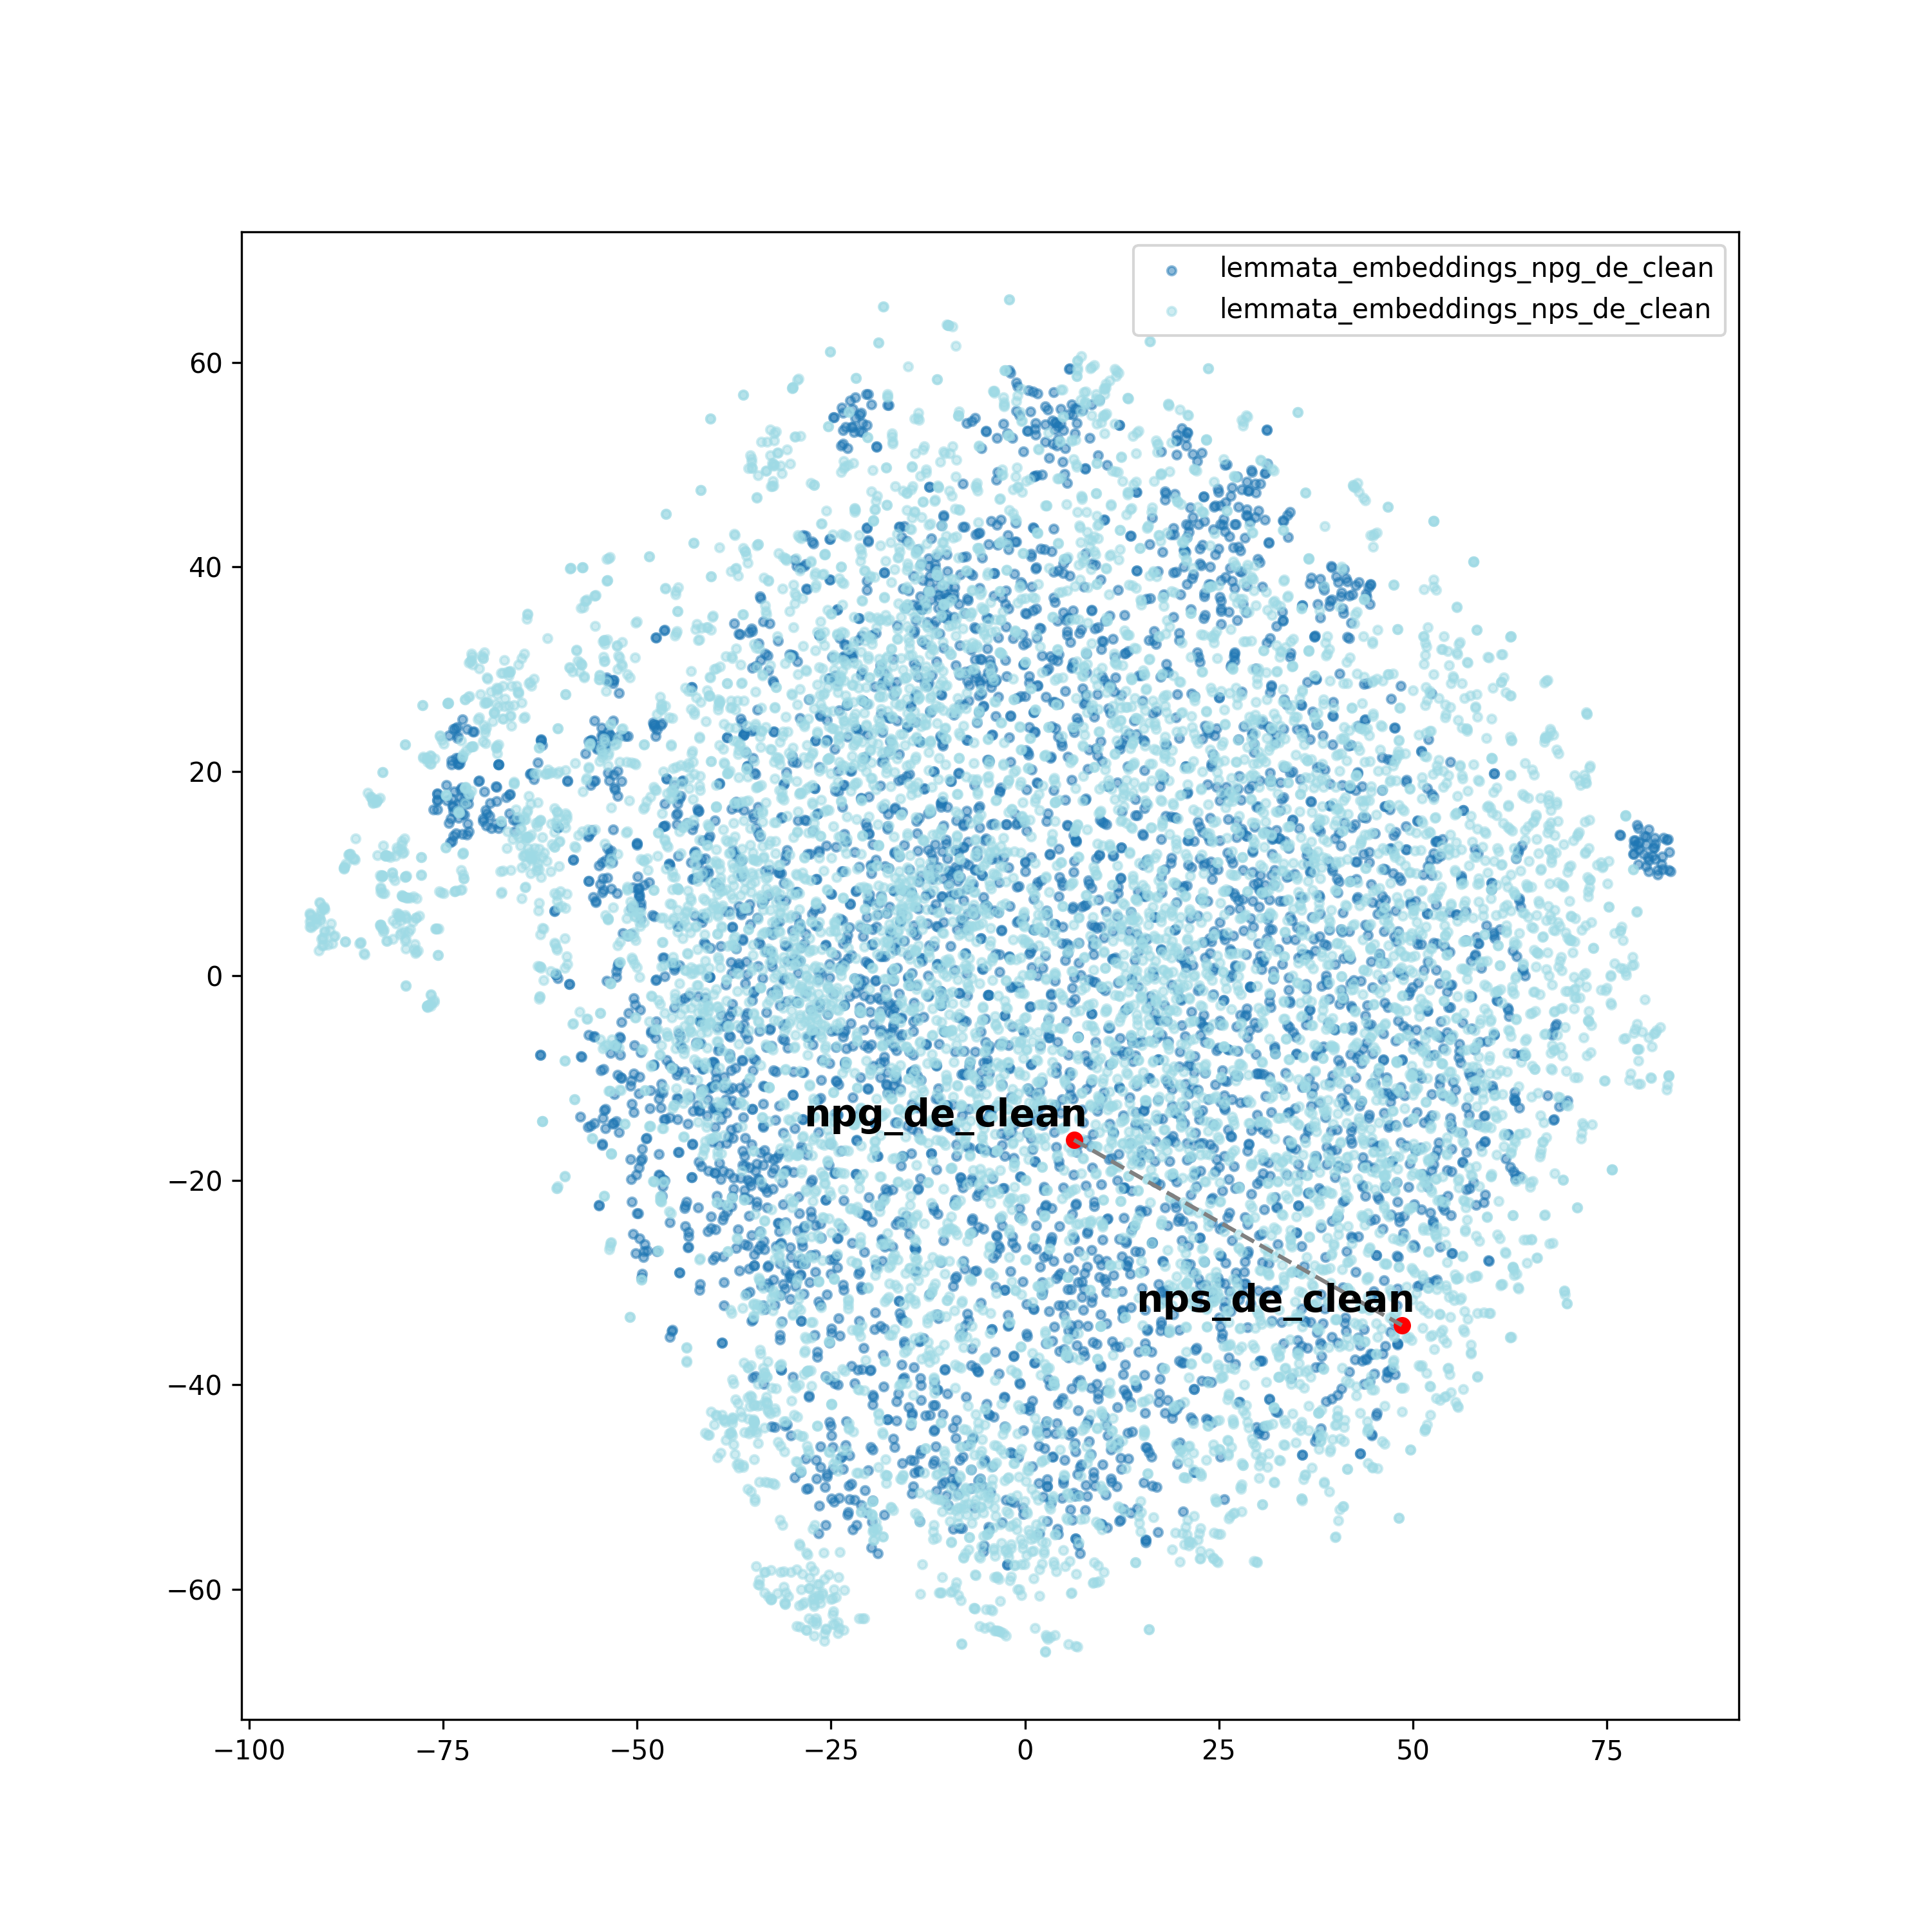 lemmata_embeddings_npg_de_clean
lemmata_embeddings_nps_de_clean
60
40
20
0
−20
−40
−60
npg_de_clean
nps_de_clean
−100 −75 −50 −25 0 25 50 75